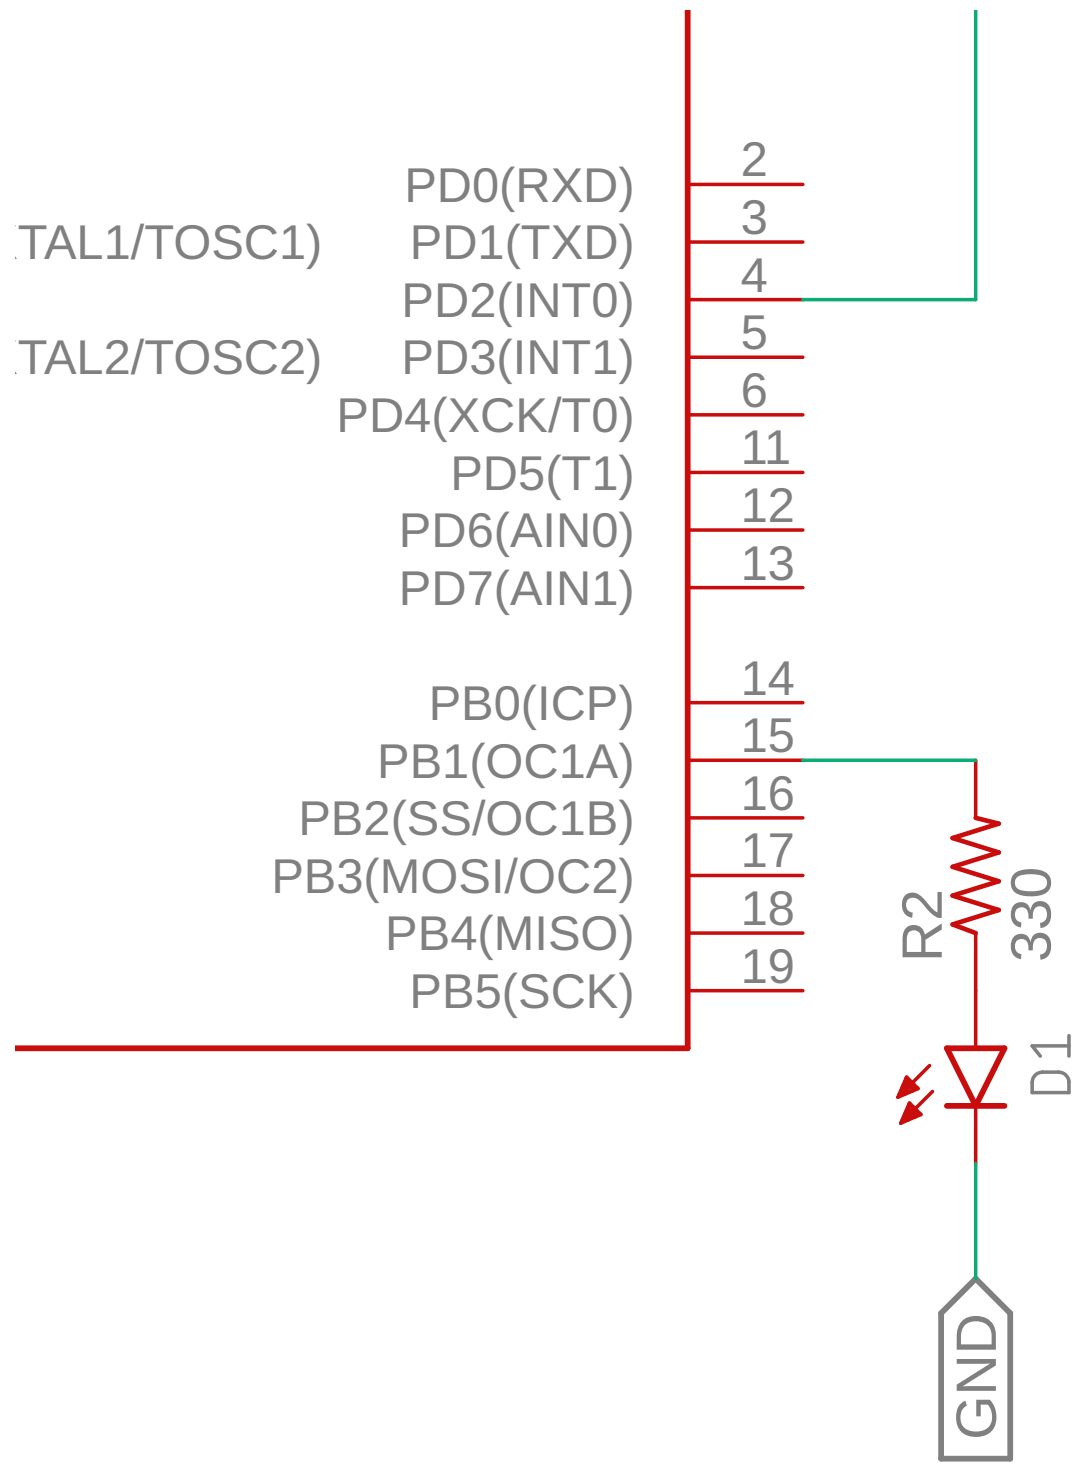 2
PD0(RXD)
3
TAL1/TOSC1) PD1(TXD)
4
PD2(INT0)
5
TAL2/TOSC2) PD3(INT1)
6
PD4(XCK/T0)
11
PD5(T1)
12
PD6(AIN0)
13
PD7(AIN1)
14
PB0(ICP)
15
PB1(OC1A)
16
PB2(SS/OC1B)
17
PB3(MOSI/OC2)
18
PB4(MISO)
19
PB5(SCK)
R2
330
D1
GND